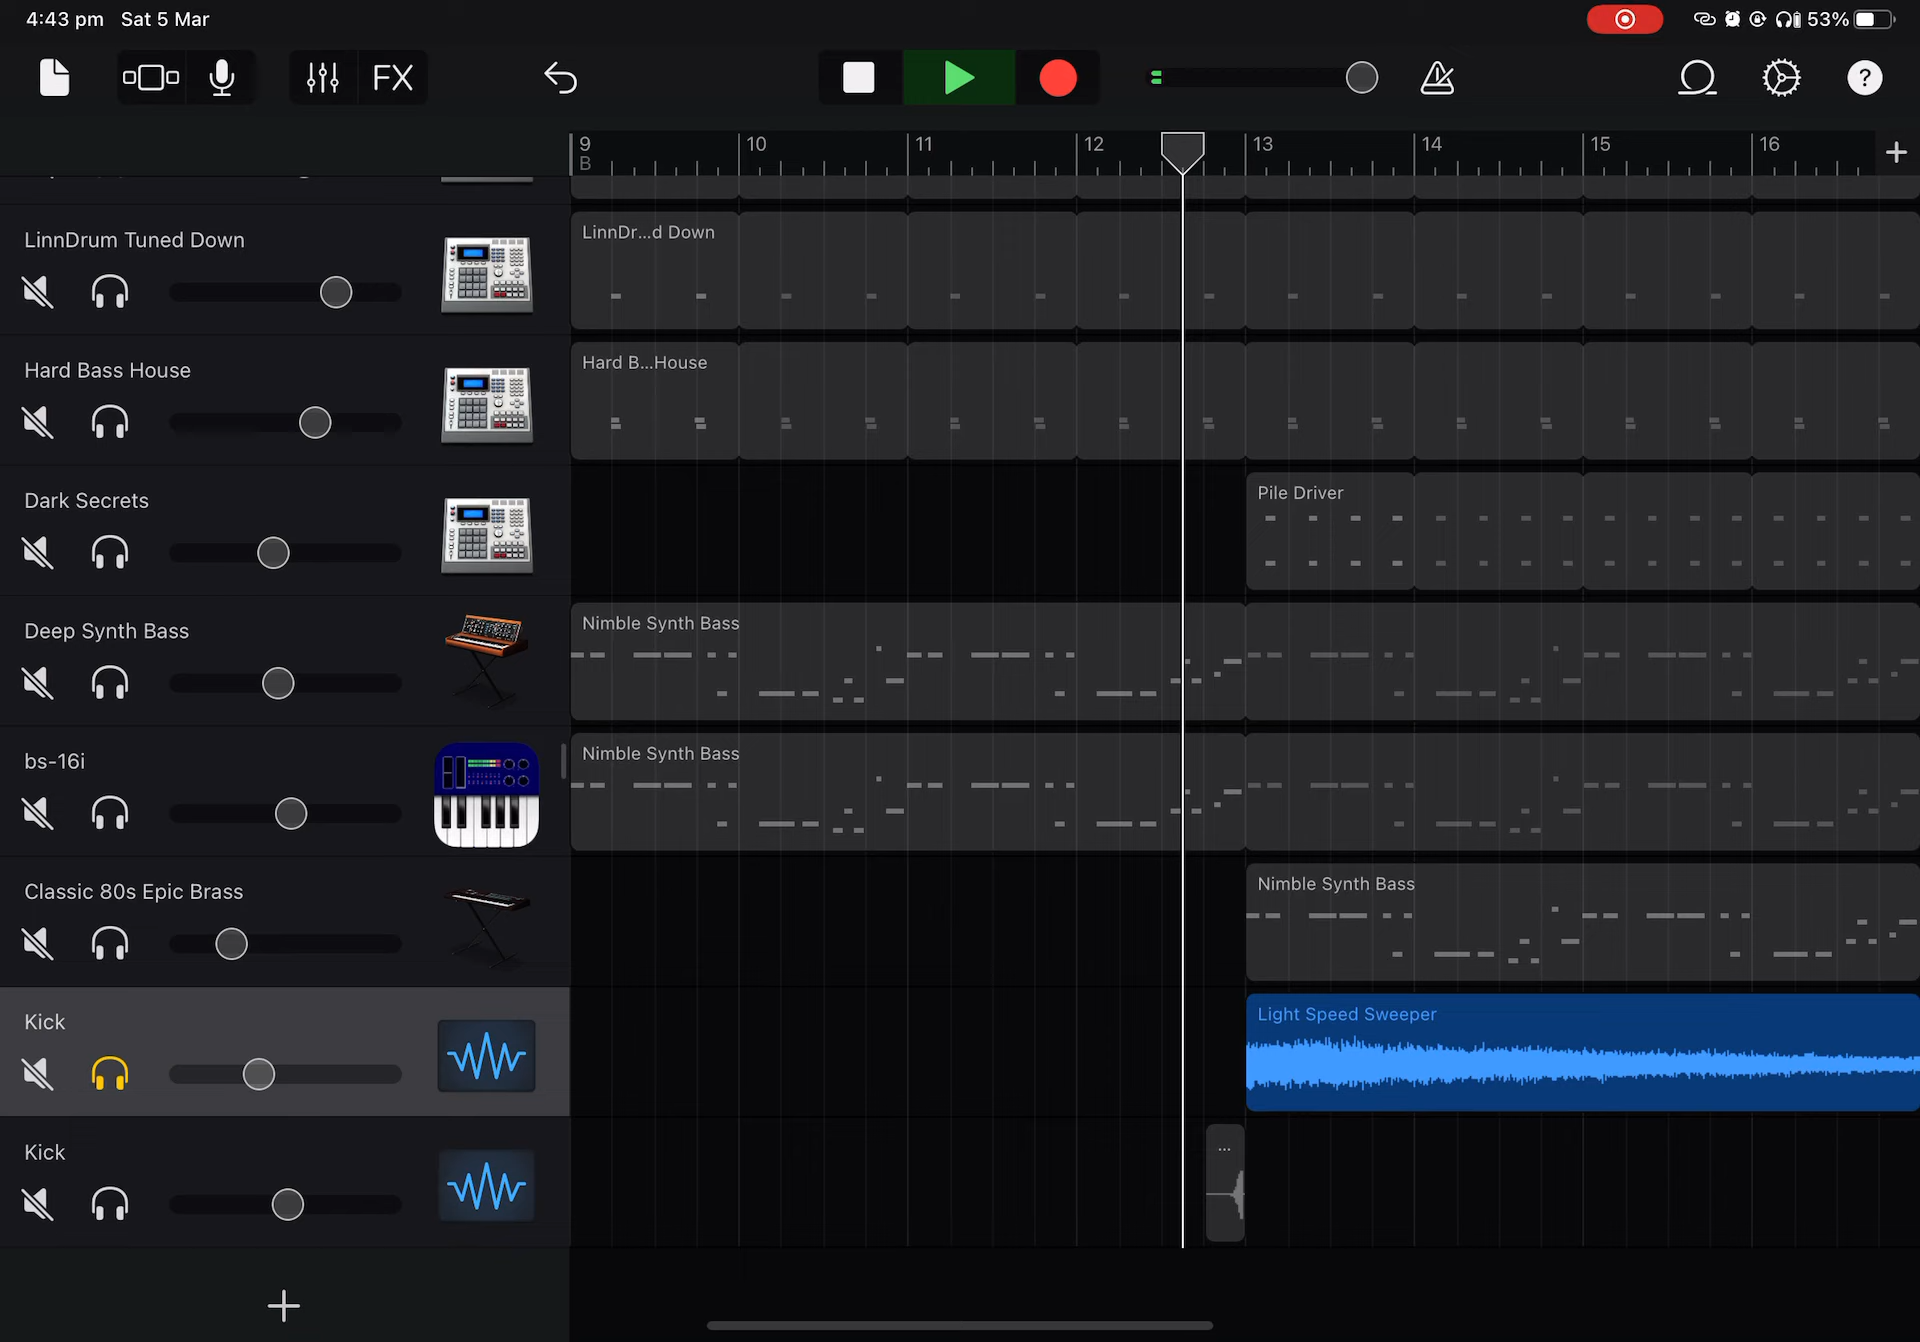 4:43 pm Sat 5 Mar
53%
FX
?
9 10 11 12 13 14 15 16
B
LinnDrum Tuned Down
LinnDr...d Down
Hard Bass House
Hard B...House
Dark Secrets
Pile Driver
Deep Synth Bass
Nimble Synth Bass
bs-16i
Nimble Synth Bass
Classic 80s Epic Brass
Nimble Synth Bass
Kick
Light Speed Sweeper
Kick
...